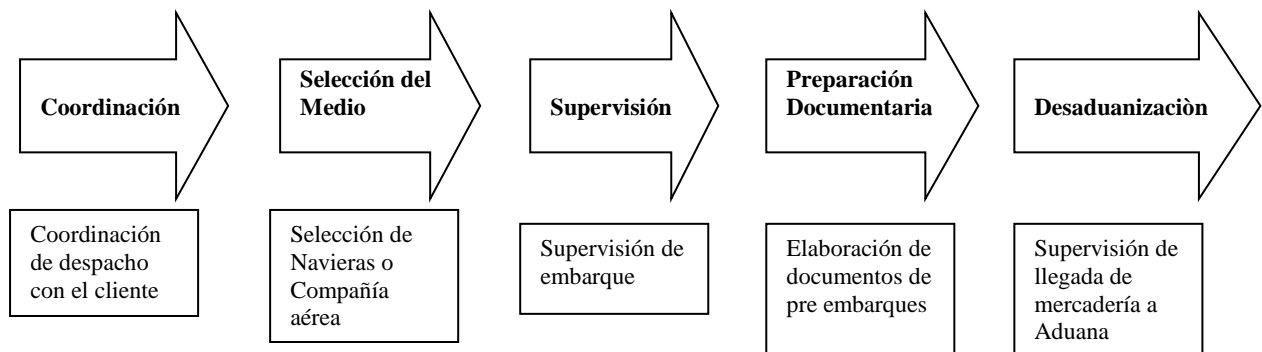 Coordinación
Selección del
Medio
Supervisión
Preparación
Documentaria
Desaduanizaciòn
Coordinación
de despacho
con el cliente
Selección de
Navieras o
Compañía
aérea
Supervisión de
embarque
Elaboración de
documentos de
pre embarques
Supervisión de
llegada de
mercadería a
Aduana